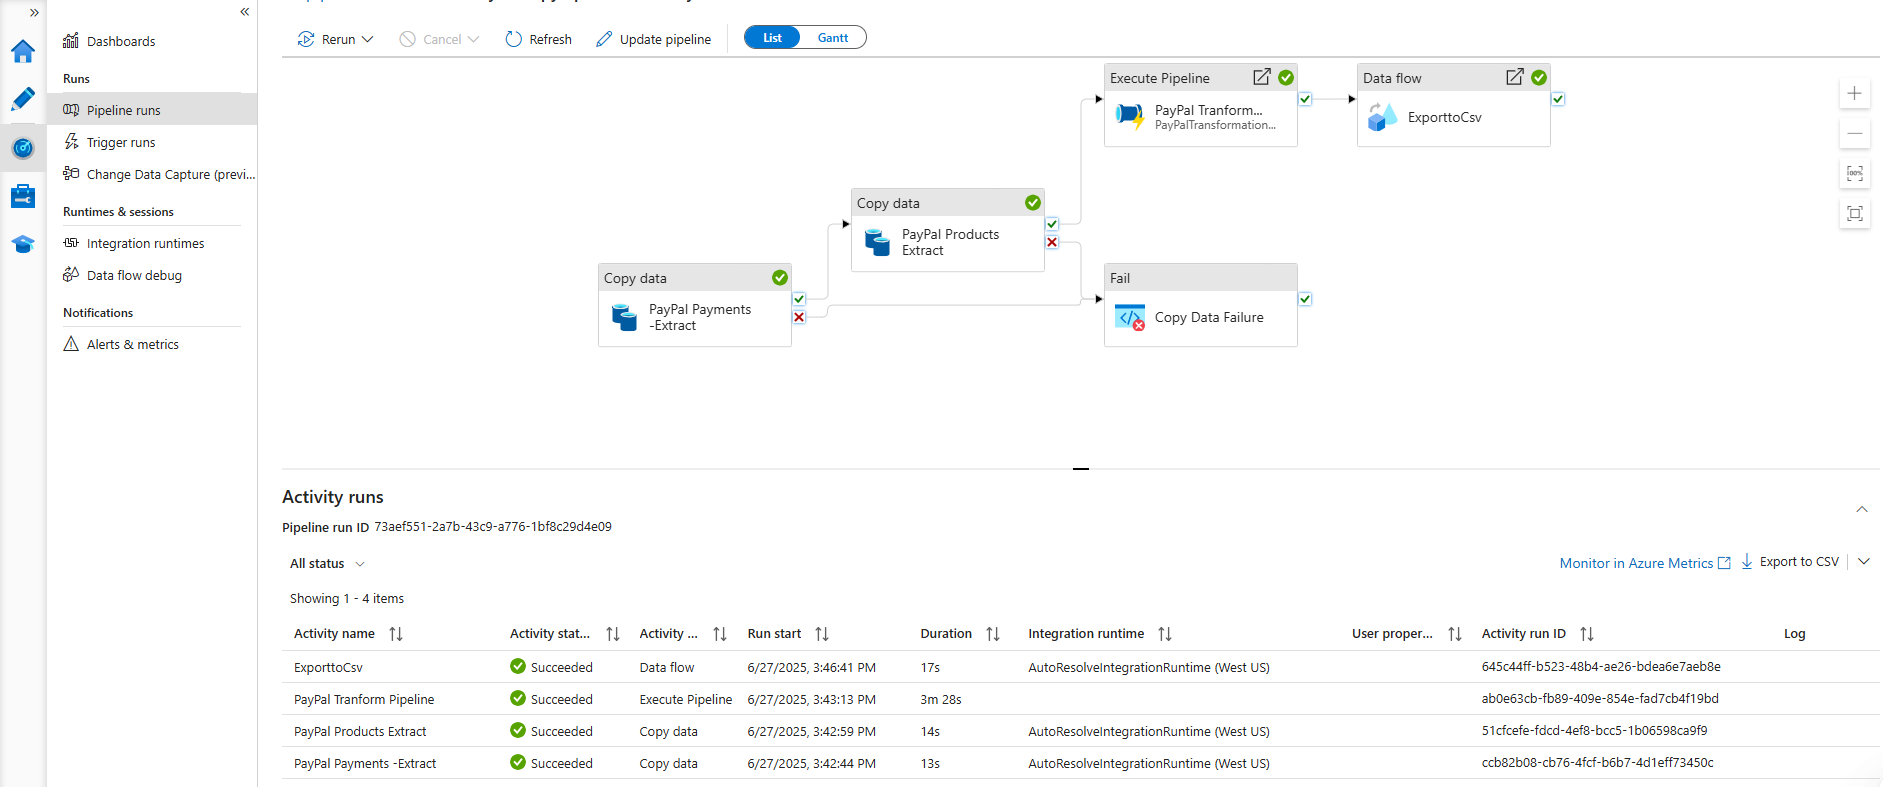 Dashboards
Runs
Pipeline runs
Trigger runs
Change Data Capture (previ...
Runtimes & sessions
Integration runtimes
Data flow debug
Notifications
Alerts & metrics
Rerun
Cancel
Refresh
Update pipeline
List
Gantt
Execute Pipeline
PayPal Tranform...
PayPalTransformation...
Data flow
ExporttoCsv
Copy data
PayPal Products
Extract
Copy data
PayPal Payments
-Extract
Fail
Copy Data Failure
100%
Activity runs
Pipeline run ID 73aef551-2a7b-43c9-a776-1bf8c29d4e09
All status
Monitor in Azure Metrics
Export to CSV
Showing 1 - 4 items
Activity name Activity stat... Activity ... Run start Duration Integration runtime User proper... Activity run ID Log
ExporttoCsv Succeeded Data flow 6/27/2025, 3:46:41 PM 17s AutoResolveIntegrationRuntime (West US) 645c44ff-b523-48b4-ae26-bdea6e7aeb8e
PayPal Tranform Pipeline Succeeded Execute Pipeline 6/27/2025, 3:43:13 PM 3m 28s ab0e63cb-fb89-409e-854e-fad7cb4f19bd
PayPal Products Extract Succeeded Copy data 6/27/2025, 3:42:59 PM 14s AutoResolveIntegrationRuntime (West US) 51cfcefe-fdcd-4ef8-bcc5-1b06598ca9f9
PayPal Payments -Extract Succeeded Copy data 6/27/2025, 3:42:44 PM 13s AutoResolveIntegrationRuntime (West US) ccb82b08-cb76-4fcf-b6b7-4d1eff73450c